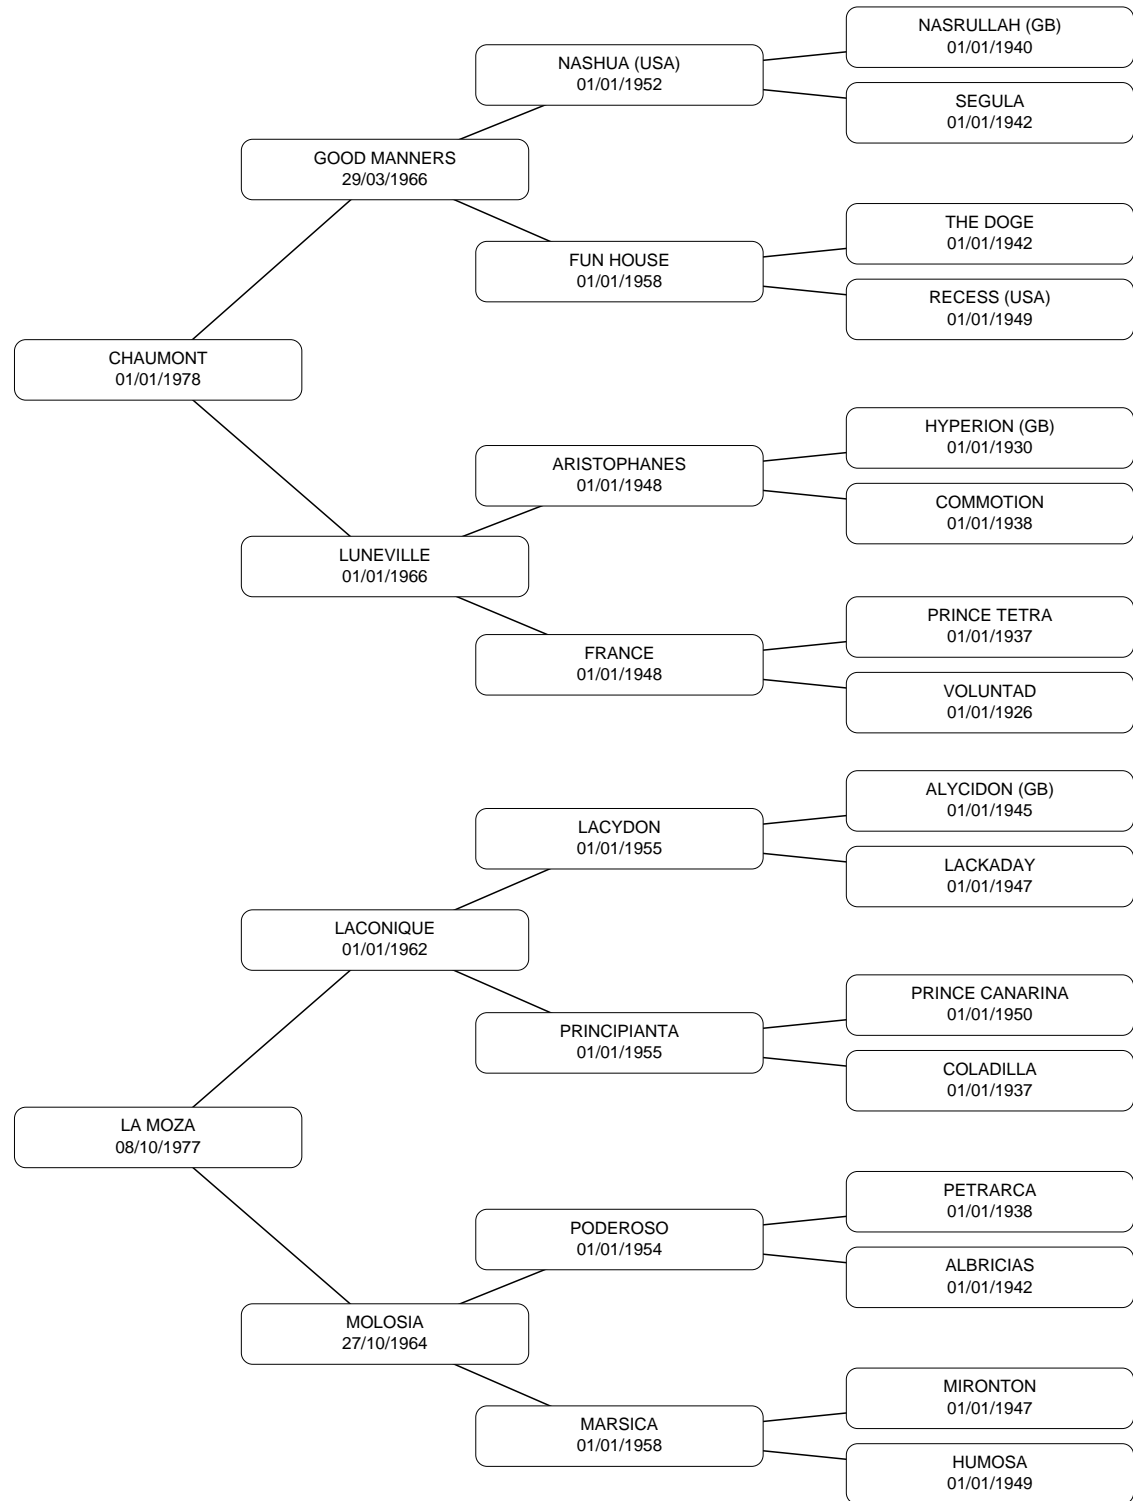 NASRULLAH (GB)
01/01/1940
NASHUA (USA)
01/01/1952
SEGULA
01/01/1942
GOOD MANNERS
29/03/1966
THE DOGE
01/01/1942
FUN HOUSE
01/01/1958
RECESS (USA)
01/01/1949
CHAUMONT
01/01/1978
HYPERION (GB)
01/01/1930
ARISTOPHANES
01/01/1948
COMMOTION
01/01/1938
LUNEVILLE
01/01/1966
PRINCE TETRA
01/01/1937
FRANCE
01/01/1948
VOLUNTAD
01/01/1926
ALYCIDON (GB)
01/01/1945
LACYDON
01/01/1955
LACKADAY
01/01/1947
LACONIQUE
01/01/1962
PRINCE CANARINA
01/01/1950
PRINCIPIANTA
01/01/1955
COLADILLA
01/01/1937
LA MOZA
08/10/1977
PETRARCA
01/01/1938
PODEROSO
01/01/1954
ALBRICIAS
01/01/1942
MOLOSIA
27/10/1964
MIRONTON
01/01/1947
MARSICA
01/01/1958
HUMOSA
01/01/1949